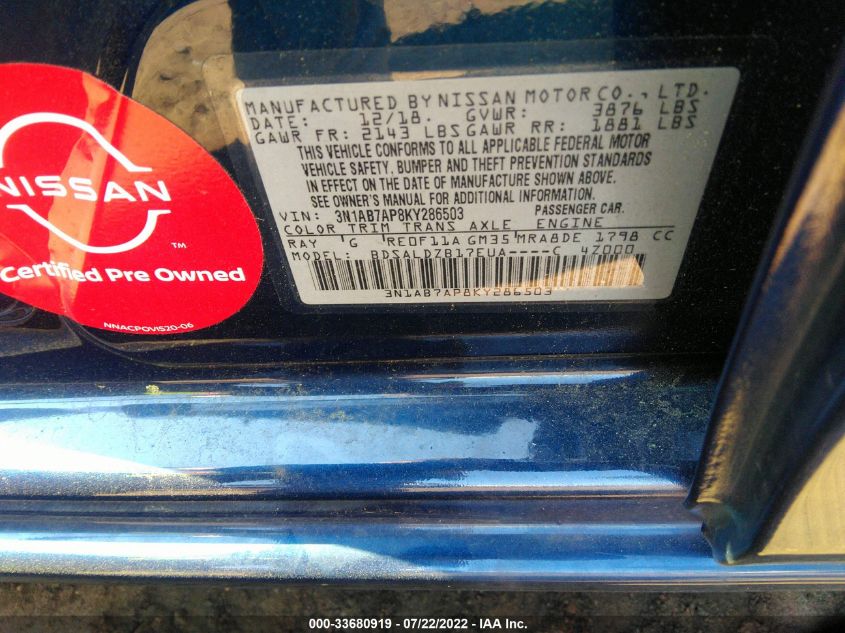 NISSAN
TM
Certified Pre Owned
NNACPOVIS20-06
MANUFACTURED BY NISSAN MOTOR CO., LTD.
DATE: 12/18. GVWR: 3876 LBS
GAWR FR: 2143 LBS GAWR RR: 1881 LBS
THIS VEHICLE CONFORMS TO ALL APPLICABLE FEDERAL MOTOR
VEHICLE SAFETY, BUMPER AND THEFT PREVENTION STANDARDS
IN EFFECT ON THE DATE OF MANUFACTURE SHOWN ABOVE.
SEE OWNER'S MANUAL FOR ADDITIONAL INFORMATION.
VIN: 3N1AB7AP8KY286503 PASSENGER CAR.
COLOR TRIM TRANS AXLE ENGINE
RAY G RE0F11A GM35 MRA8DE 1798 CC
MODEL: BDSALDZB17EUA----C 4Z000
3N1AB7AP8KY286503
000-33680919 - 07/22/2022 - IAA Inc.